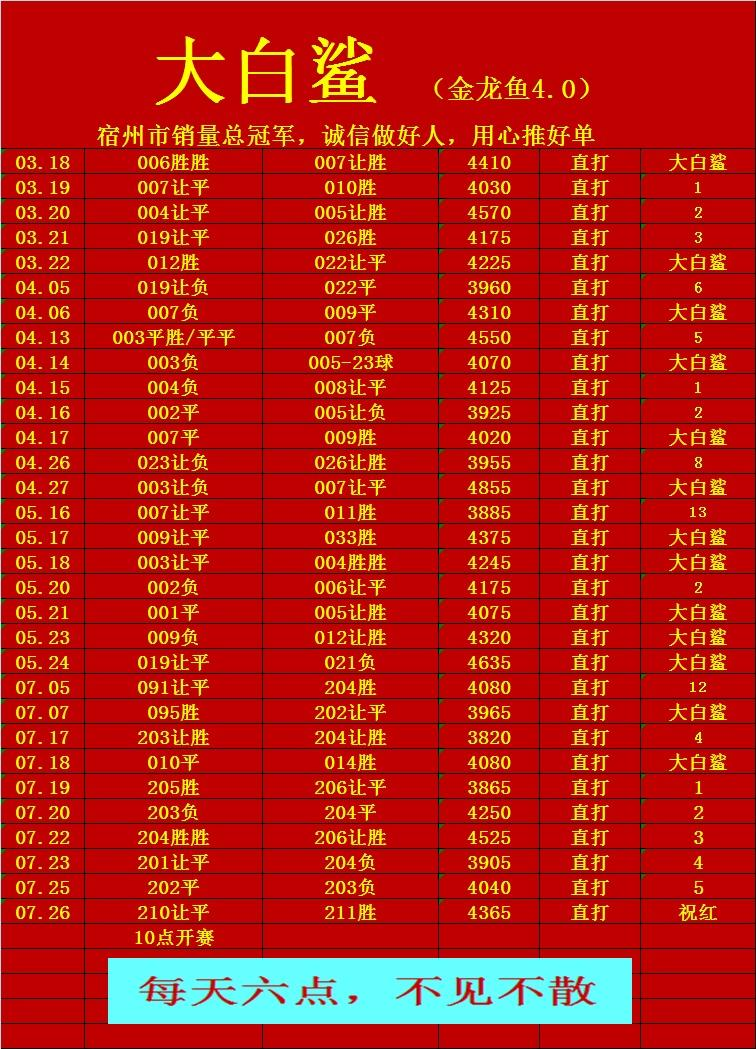 大白鲨 （金龙鱼4.0）
宿州市销量总冠军，诚信做好人，用心推好单
03.18 006胜胜 007让胜 4410 直打 大白鲨
03.19 007让平 010胜 4030 直打 1
03.20 004让平 005让胜 4570 直打 2
03.21 019让平 026胜 4175 直打 3
03.22 012胜 022让平 4225 直打 大白鲨
04.05 019让负 022平 3960 直打 6
04.06 007负 009平 4310 直打 大白鲨
04.13 003平胜/平平 007负 4550 直打 5
04.14 003负 005-23球 4070 直打 大白鲨
04.15 004负 008让平 4125 直打 1
04.16 002平 005让负 3925 直打 2
04.17 007平 009胜 4020 直打 大白鲨
04.26 023让负 026让胜 3955 直打 8
04.27 003让负 007让平 4855 直打 大白鲨
05.16 007让平 011胜 3885 直打 13
05.17 009让平 033胜 4375 直打 大白鲨
05.18 003让平 004胜胜 4245 直打 大白鲨
05.20 002负 006让平 4175 直打 2
05.21 001平 005让胜 4075 直打 大白鲨
05.23 009负 012让胜 4320 直打 大白鲨
05.24 019让平 021负 4635 直打 大白鲨
07.05 091让平 204胜 4080 直打 12
07.07 095胜 202让平 3965 直打 大白鲨
07.17 203让胜 204让胜 3820 直打 4
07.18 010平 014胜 4080 直打 大白鲨
07.19 205胜 206让平 3865 直打 1
07.20 203负 204平 4250 直打 2
07.22 204胜胜 206让胜 4525 直打 3
07.23 201让平 204负 3905 直打 4
07.25 202平 203负 4040 直打 5
07.26 210让平 211胜 4365 直打 祝红
10点开赛
每天六点，不见不散